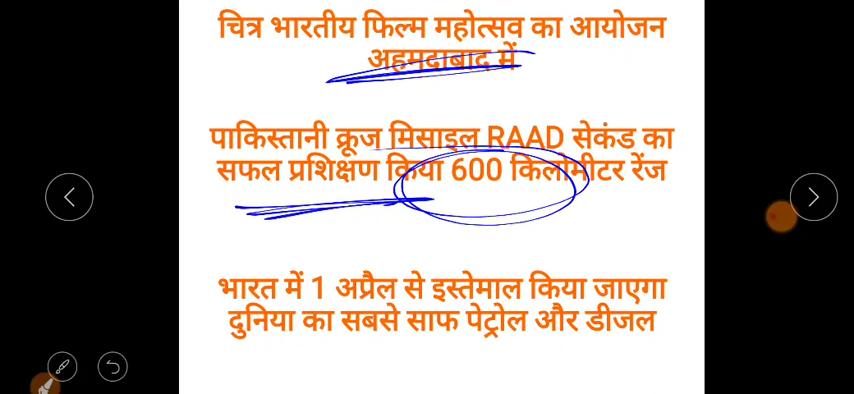 चित्र भारतीय फिल्म महोत्सव का आयोजन
अहमदाबाद में
पाकिस्तानी क्रूज मिसाइल RAAD सेकंड का
सफल प्रशिक्षण किया 600 किलोमीटर रेंज
भारत में 1 अप्रैल से इस्तेमाल किया जाएगा
दुनिया का सबसे साफ पेट्रोल और डीजल